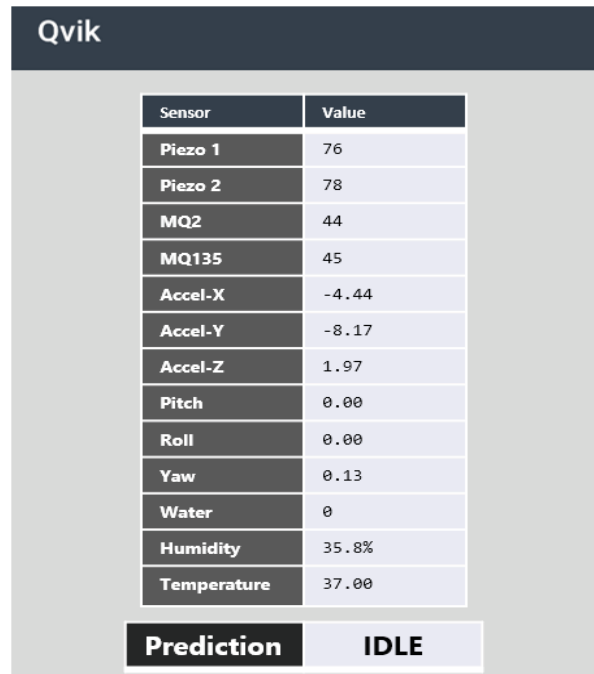 Qvik
Sensor Value
Piezo 1 76
Piezo 2 78
MQ2 44
MQ135 45
Accel-X -4.44
Accel-Y -8.17
Accel-Z 1.97
Pitch 0.00
Roll 0.00
Yaw 0.13
Water 0
Humidity 35.8%
Temperature 37.00
Prediction IDLE